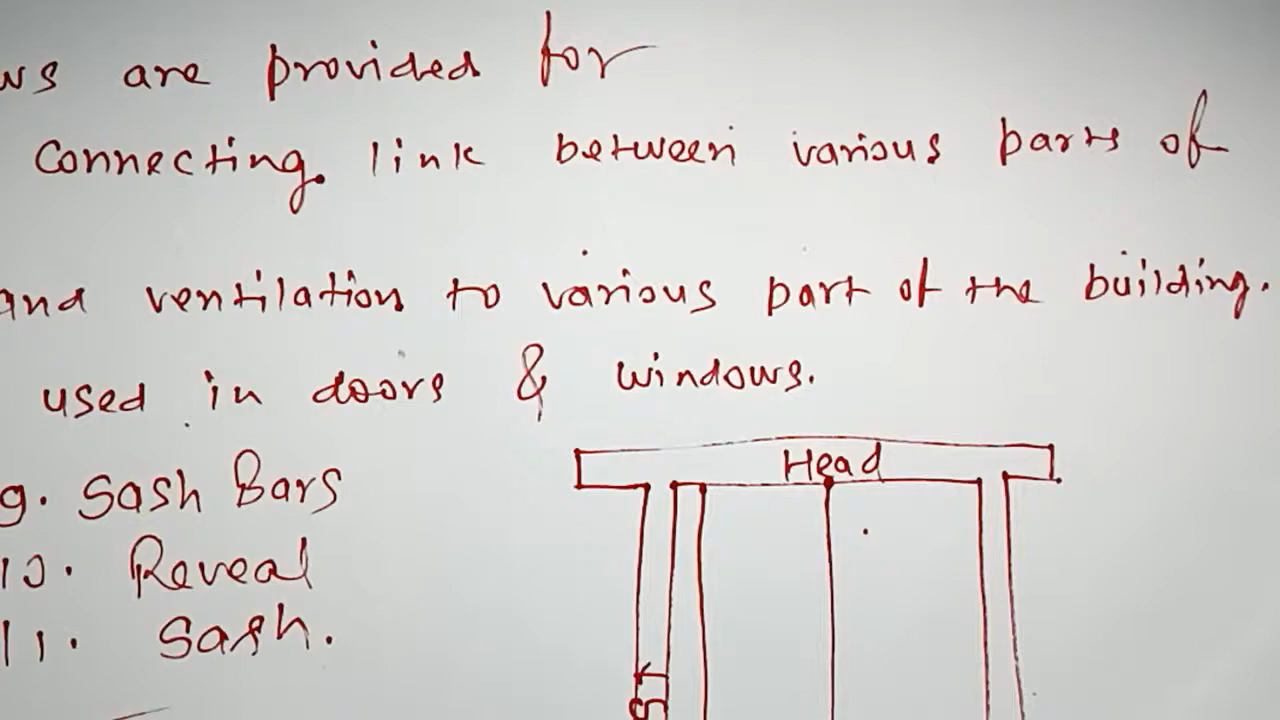 ws are provided for
Connecting. link between various parts of
and ventilation to various part of the building.
used in doors & windows.
9. Sash Bars
10. Reveal
11. Sash.
Head
ST